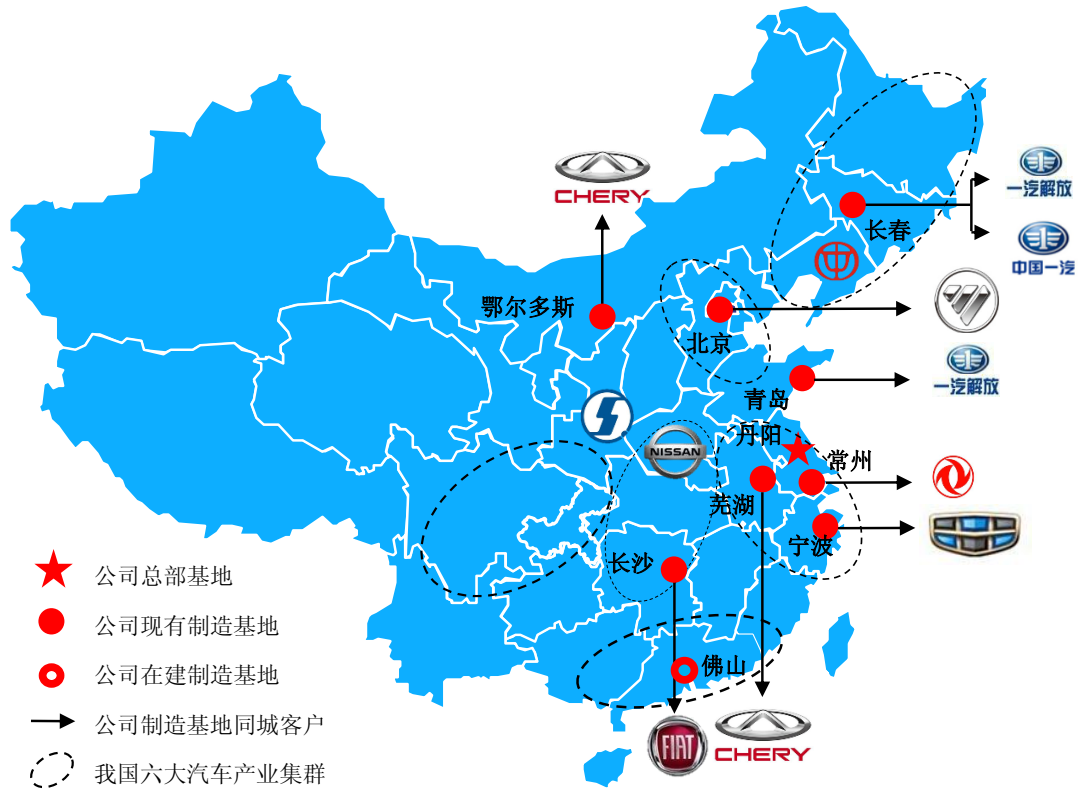 CHERY
一汽解放
长春
中国一汽
鄂尔多斯
北京
一汽解放
青岛
丹阳
NISSAN
常州
芜湖
宁波
长沙
佛山
FIAT
CHERY
公司总部基地
公司现有制造基地
公司在建制造基地
公司制造基地同城客户
我国六大汽车产业集群